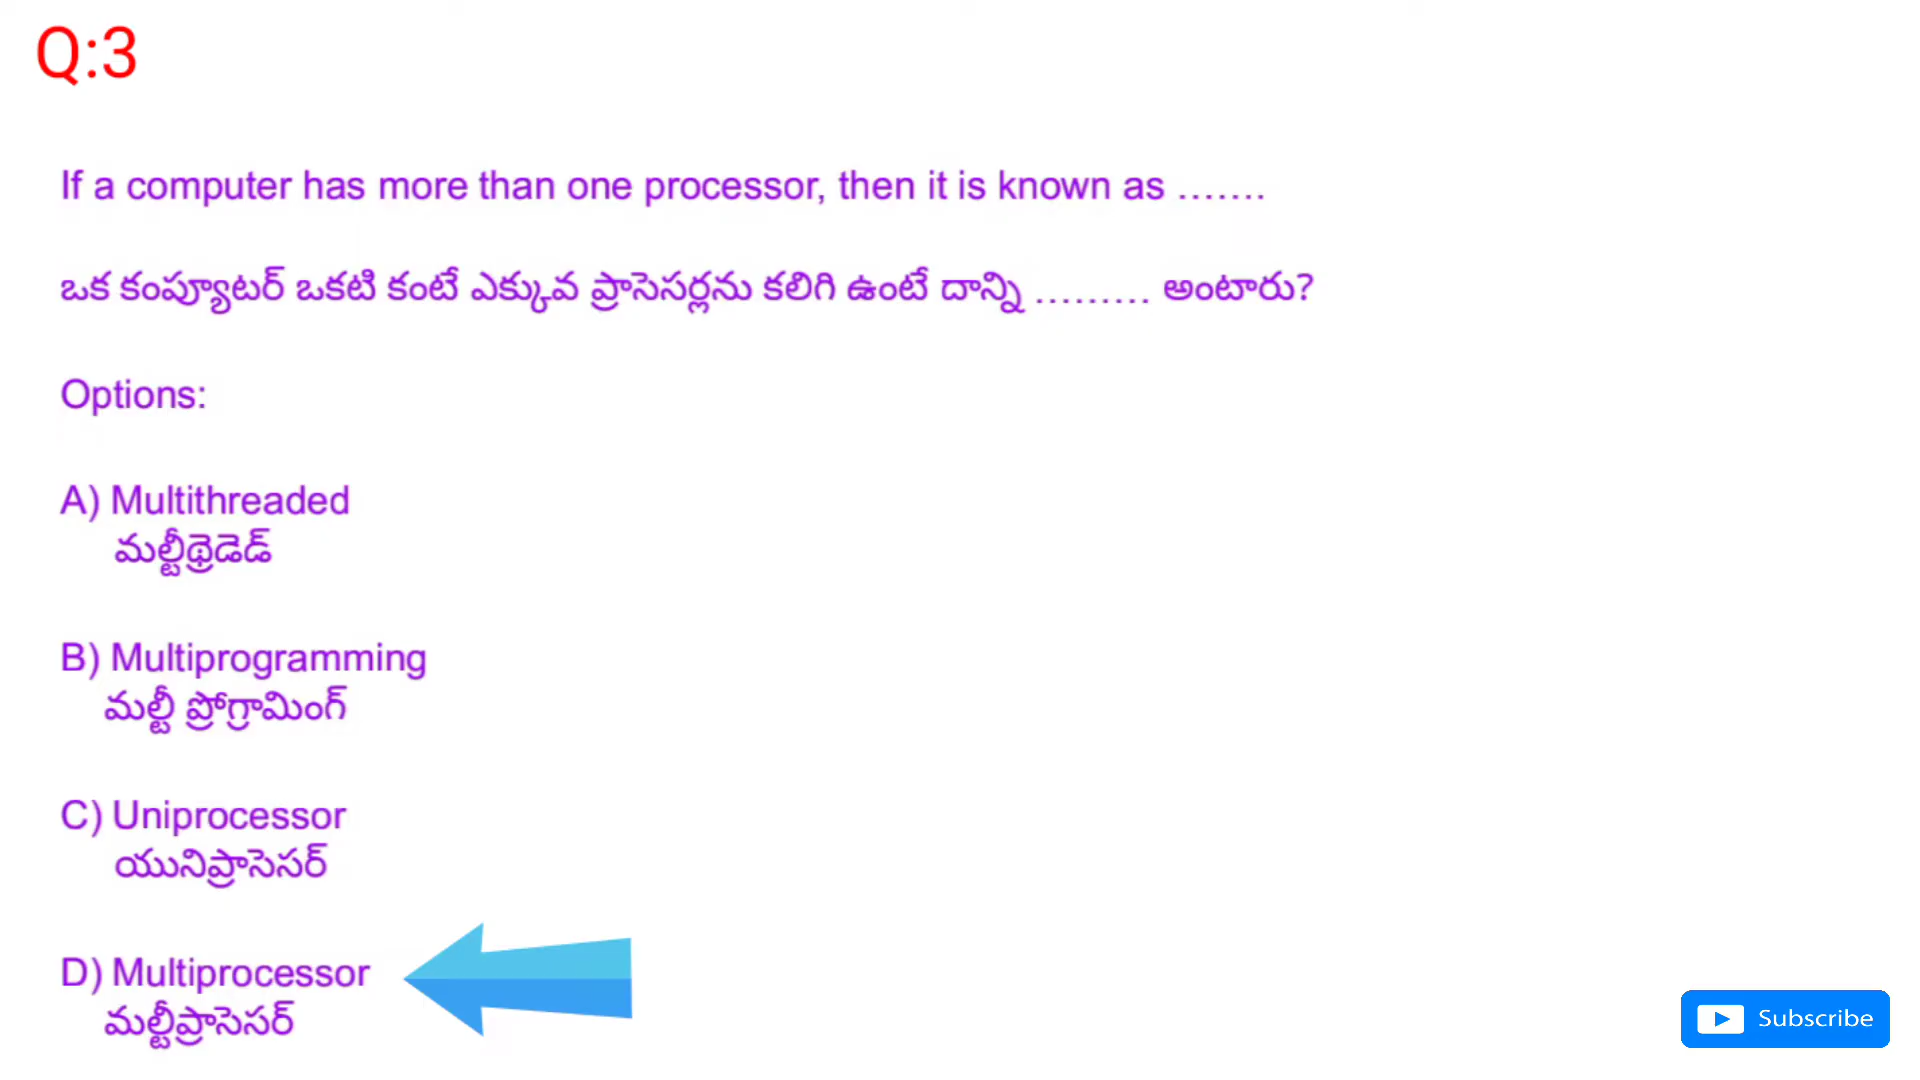 Q:3
If a computer has more than one processor, then it is known as .......
ఒక కంప్యూటర్ ఒకటి కంటే ఎక్కువ ప్రాసెసర్లను కలిగి ఉంటే దాన్ని ......... అంటారు?
Options:
A) Multithreaded
మల్టీథ్రెడెడ్
B) Multiprogramming
మల్టీ ప్రోగ్రామింగ్
C) Uniprocessor
యునిప్రాసెసర్
D) Multiprocessor
మల్టీప్రాసెసర్
Subscribe